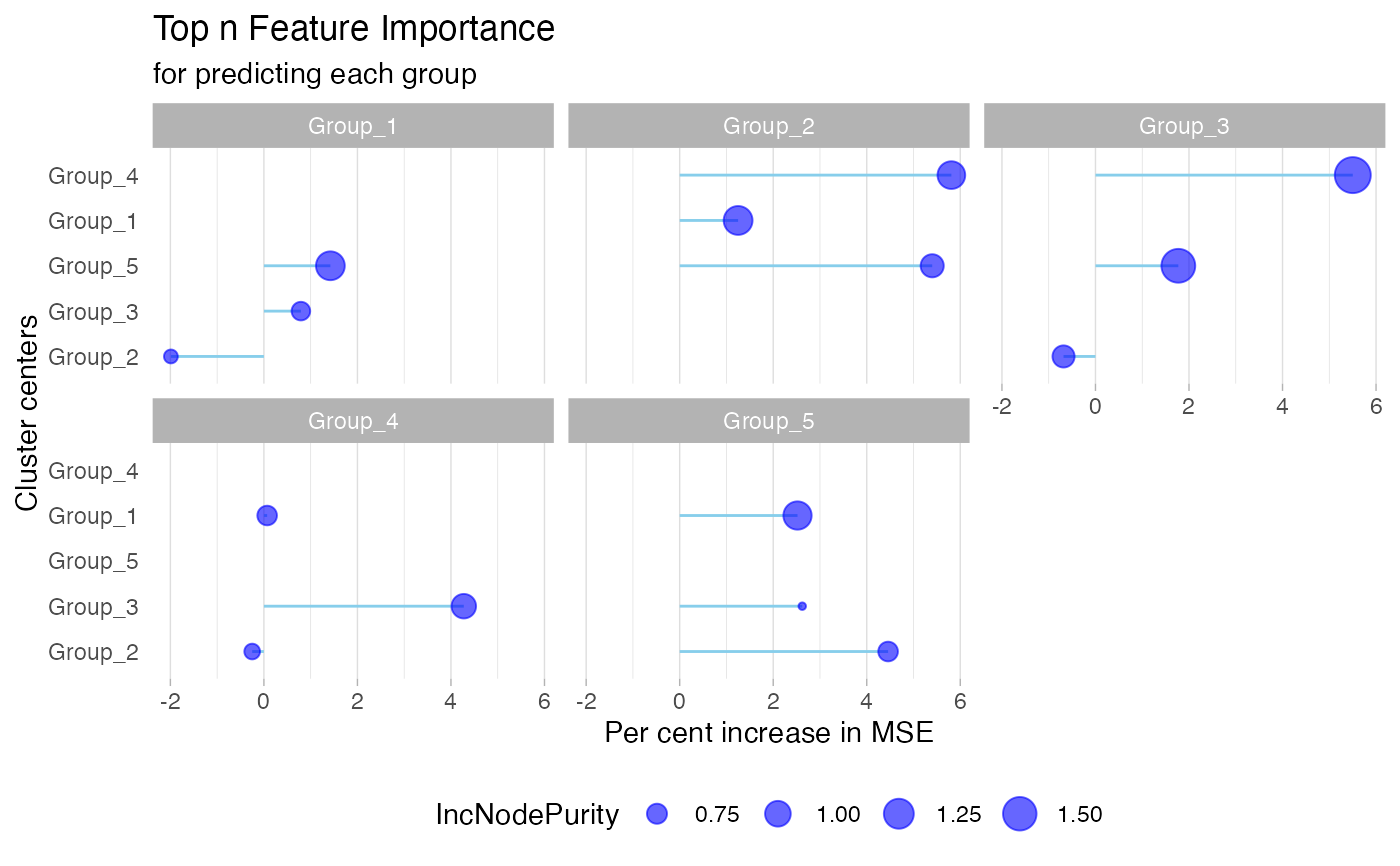 Top n Feature Importance
for predicting each group
Group_1 Group_2 Group_3
Group_4
Group_1
Group_5
Group_3
Group_2
-2 0 2 4 6
Group_4 Group_5
Group_4
Group_1
Group_5
Group_3
Group_2
Cluster centers
-2 0 2 4 6 -2 0 2 4 6
Per cent increase in MSE
IncNodePurity 0.75 1.00 1.25 1.50